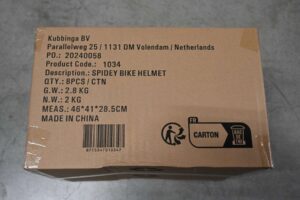 Kubbinga BV
Parallelweg 25 / 1131 DM Volendam / Netherlands
PO.: 20240058
Product Code.: 1034
Description.: SPIDEY BIKE HELMET
QTY.: 8PCS / CTN
G.W.: 2.8 KG
N.W.: 2 KG
MEAS.: 46*41*28.5CM
MADE IN CHINA
FR
CARTON